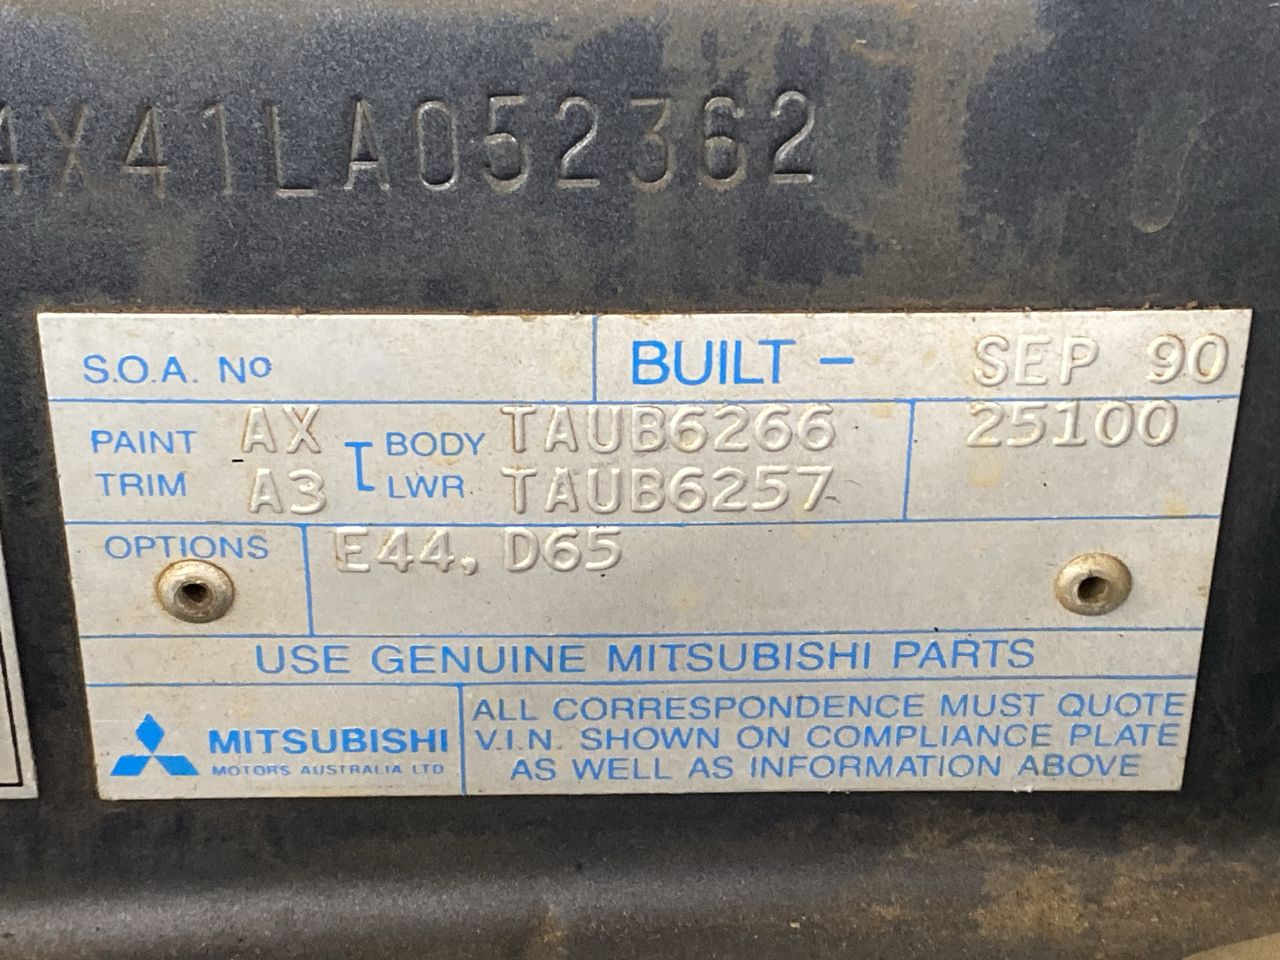 4X41LA052362
S.O.A. Nº
BUILT - SEP 90
PAINT AX BODY TAUB6266 25100
TRIM A3 LWR TAUB6257
OPTIONS E44, D65
USE GENUINE MITSUBISHI PARTS
MITSUBISHI
MOTORS AUSTRALIA LTD
ALL CORRESPONDENCE MUST QUOTE
V.I.N. SHOWN ON COMPLIANCE PLATE
AS WELL AS INFORMATION ABOVE